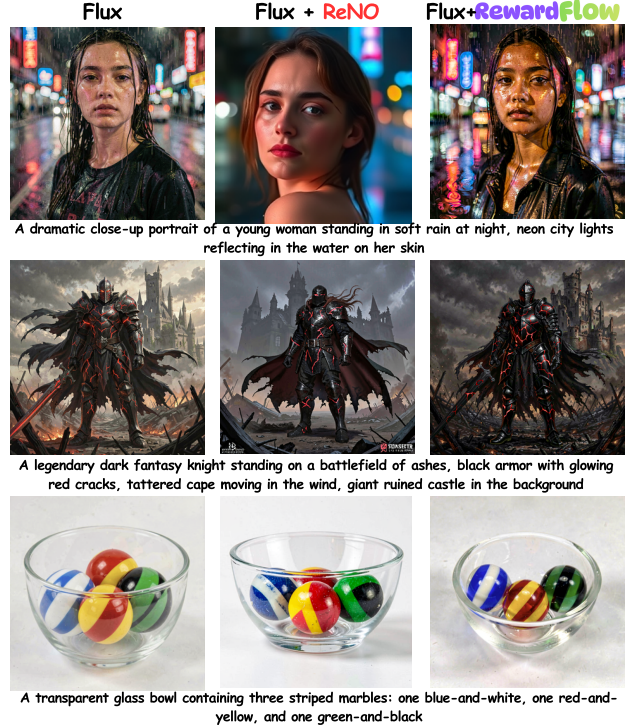 Flux
Flux + ReNO
Flux+RewardFlow
A dramatic close-up portrait of a young woman standing in soft rain at night, neon city lights
reflecting in the water on her skin
A legendary dark fantasy knight standing on a battlefield of ashes, black armor with glowing
red cracks, tattered cape moving in the wind, giant ruined castle in the background
A transparent glass bowl containing three striped marbles: one blue-and-white, one red-and-
yellow, and one green-and-black